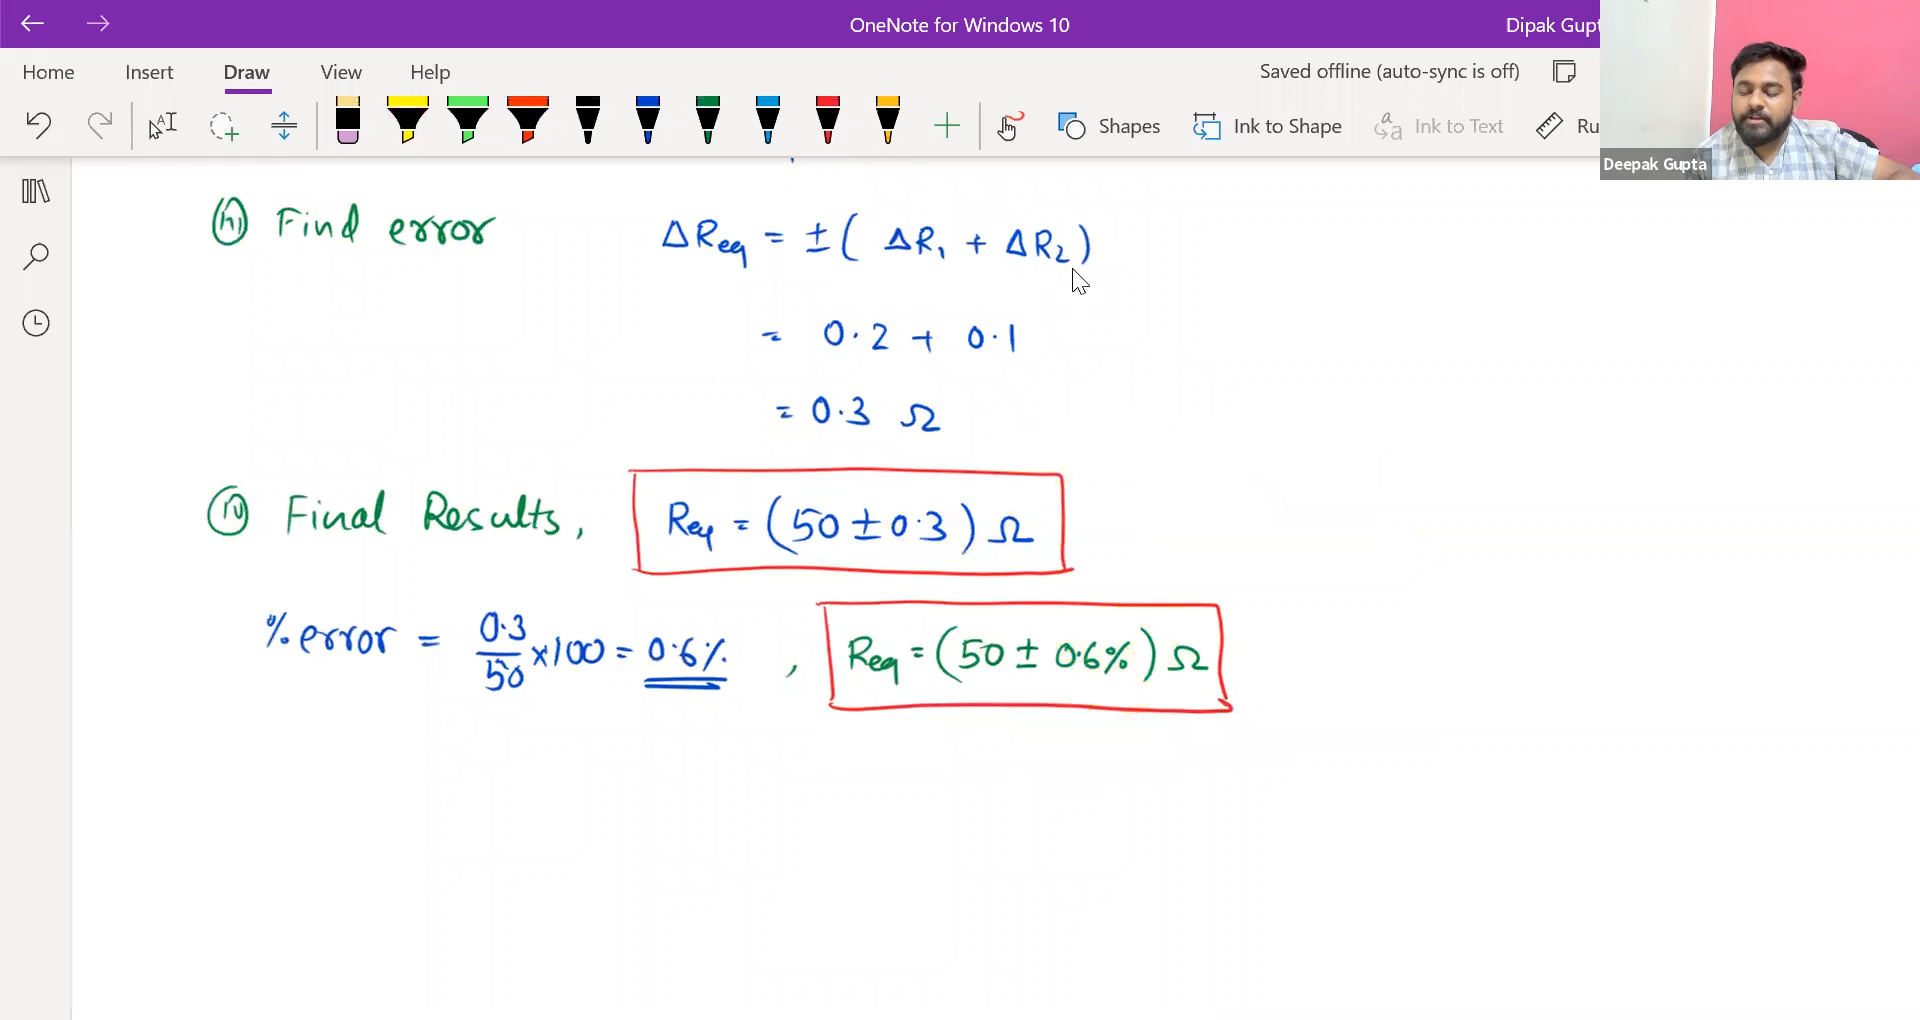 OneNote for Windows 10
Dipak Gupt
Home Insert Draw View Help
Saved offline (auto-sync is off)
Shapes Ink to Shape Ink to Text Ru
Deepak Gupta
Find error ΔReq = ±( ΔR₁ + ΔR₂ )
= 0.2 + 0.1
= 0.3 Ω
Final Results, Req = (50 ± 0.3) Ω
% error = 0.3/50 ×100 = 0.6% , Req = (50 ± 0.6%) Ω